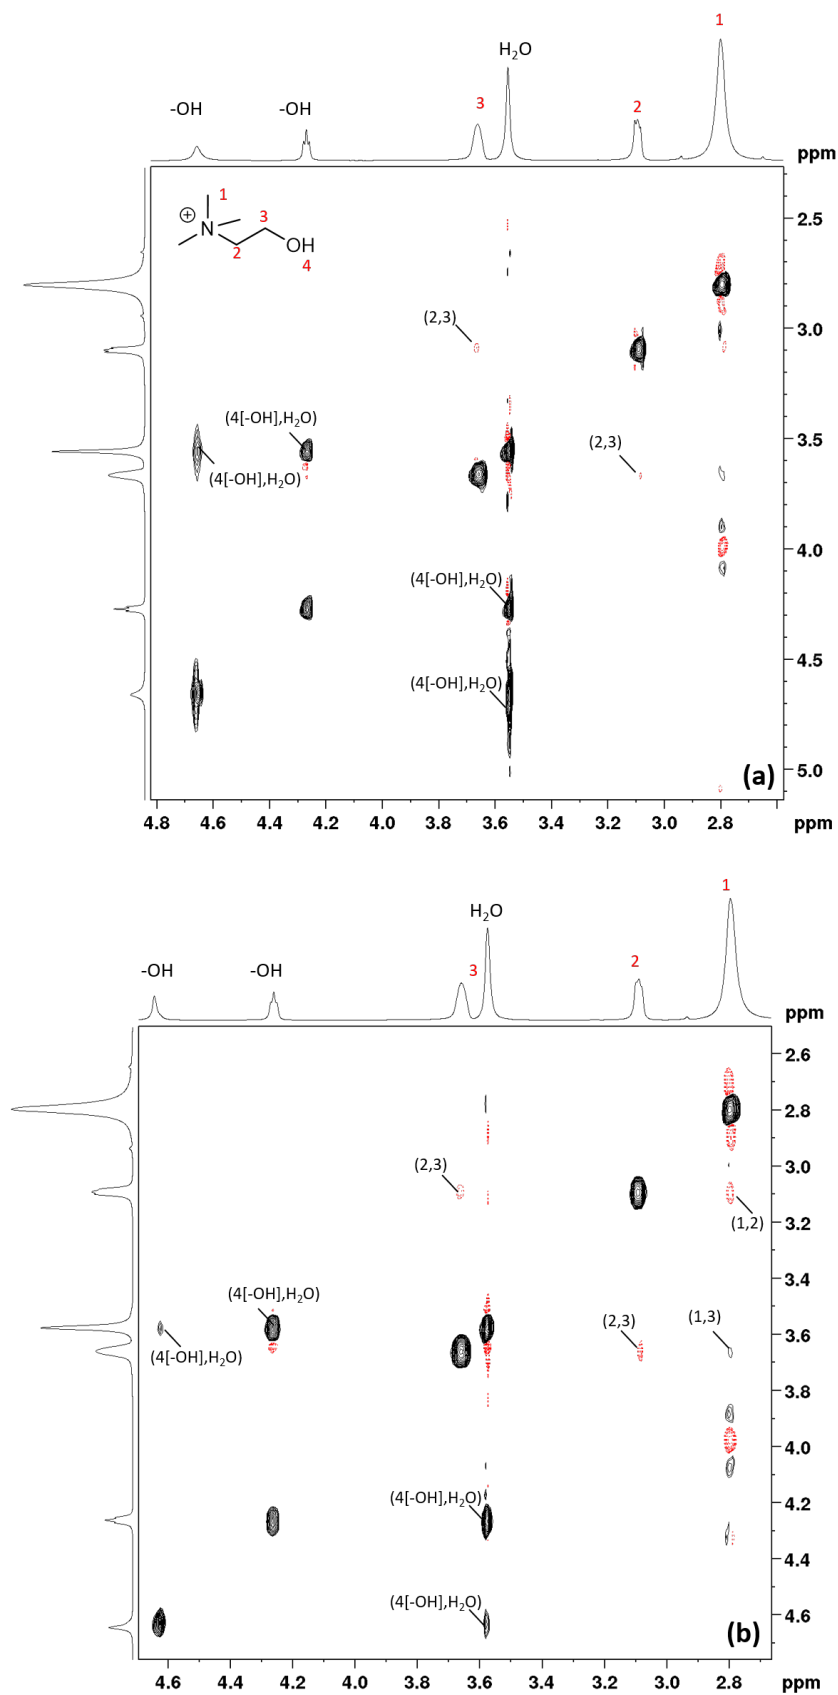 1
H2O
-OH
-OH
3
2
ppm
1
3
⊕
N
OH
2
4
2.5
(2,3)
3.0
(4[-OH],H2O)
3.5
(2,3)
(4[-OH],H2O)
4.0
(4[-OH],H2O)
4.5
(4[-OH],H2O)
5.0
(a)
4.8 4.6 4.4 4.2 4.0 3.8 3.6 3.4 3.2 3.0 2.8 ppm
1
H2O
-OH
-OH
3
2
ppm
2.6
2.8
3.0
(2,3)
3.2
(1,2)
3.4
(4[-OH],H2O)
(2,3)
(1,3)
3.6
(4[-OH],H2O)
3.8
4.0
4.2
(4[-OH],H2O)
4.4
(4[-OH],H2O)
4.6
(b)
4.6 4.4 4.2 4.0 3.8 3.6 3.4 3.2 3.0 2.8 ppm